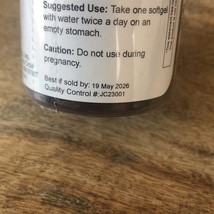 Suggested Use: Take one softgel
with water twice a day on an
empty stomach.
Caution: Do not use during
pregnancy.
Best if sold by: 19 May 2026
Quality Control #:JC23001